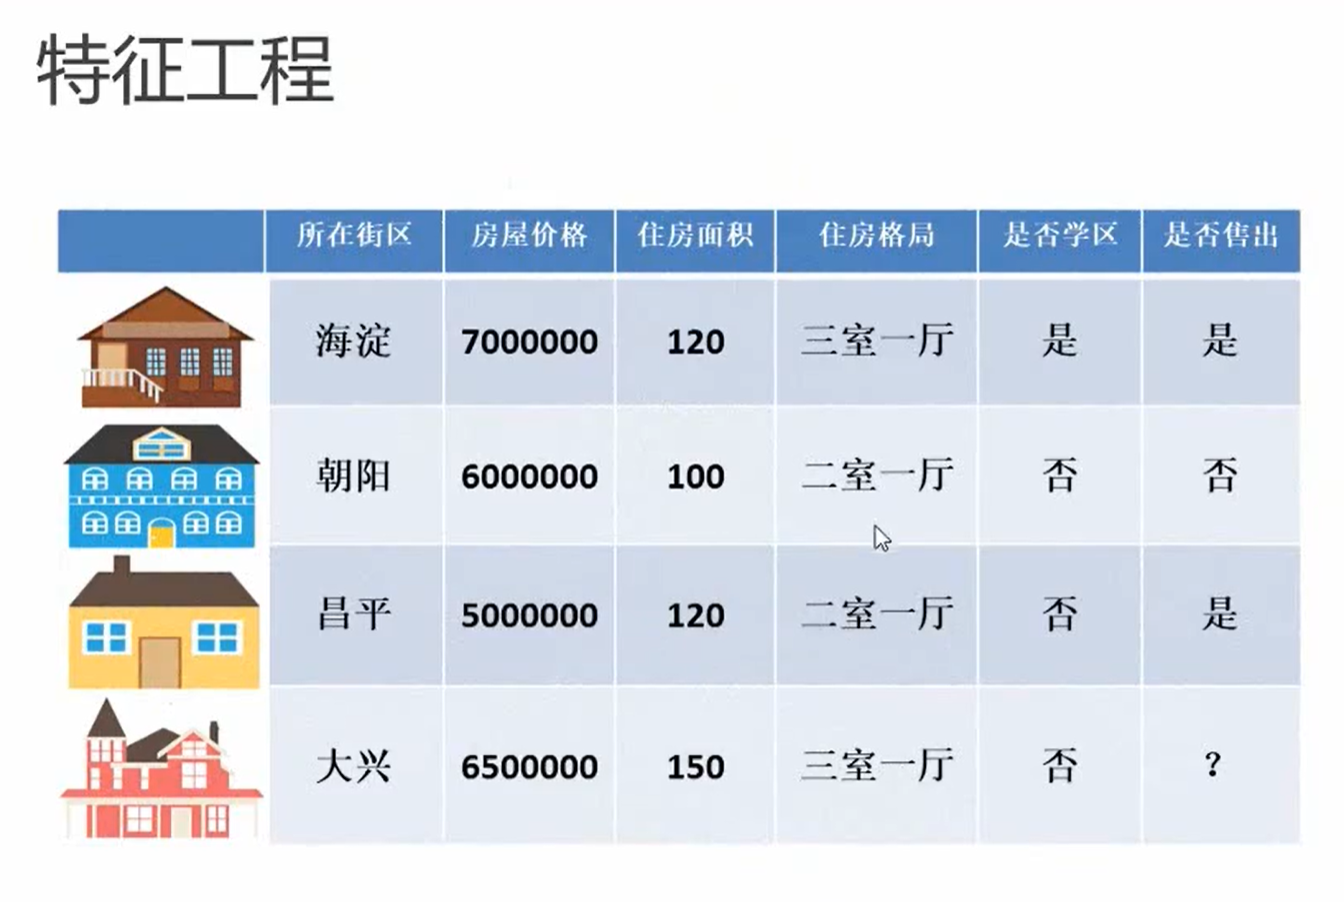 特征工程
所在街区 房屋价格 住房面积 住房格局 是否学区 是否售出
海淀 7000000 120 三室一厅 是 是
朝阳 6000000 100 二室一厅 否 否
昌平 5000000 120 二室一厅 否 是
大兴 6500000 150 三室一厅 否 ?